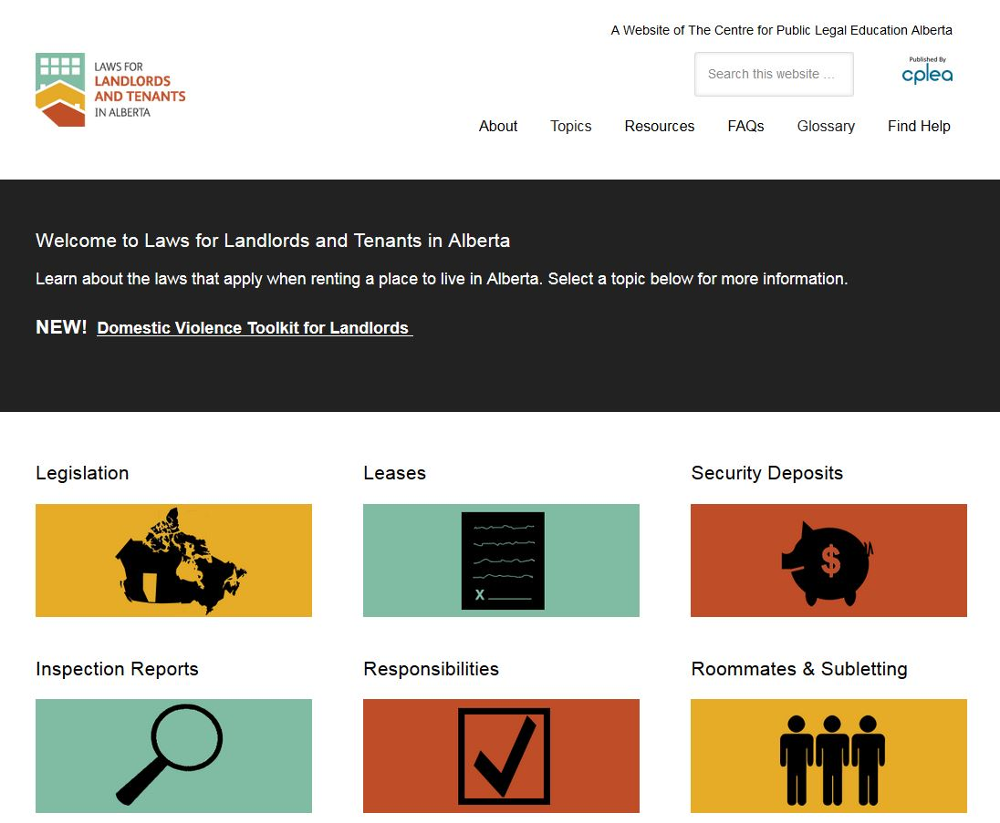 A Website of The Centre for Public Legal Education Alberta
LAWS FOR
LANDLORDS
AND TENANTS
IN ALBERTA
Search this website ...
Published By
cplea
About Topics Resources FAQs Glossary Find Help
Welcome to Laws for Landlords and Tenants in Alberta
Learn about the laws that apply when renting a place to live in Alberta. Select a topic below for more information.
NEW! Domestic Violence Toolkit for Landlords
Legislation Leases Security Deposits
X
$
Inspection Reports Responsibilities Roommates & Subletting